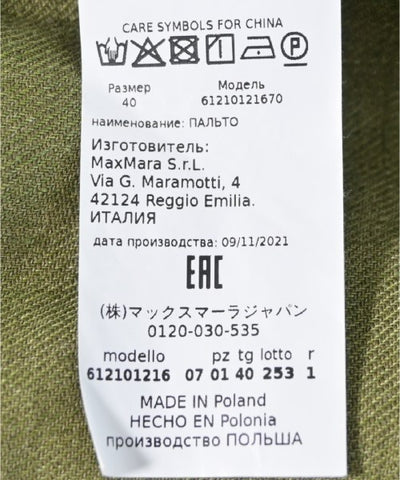 CARE SYMBOLS FOR CHINA
P
Размер Модель
40 61210121670
наименование: ПАЛЬТО
Изготовитель:
MaxMara S.r.L.
Via G. Maramotti, 4
42124 Reggio Emilia.
ИТАЛИЯ
дата производства: 09/11/2021
EAC
(株)マックスマーラジャパン
0120-030-535
modello pz tg lotto r
612101216 07 01 40 253 1
MADE IN Poland
HECHO EN Polonia
производство ПОЛЬША